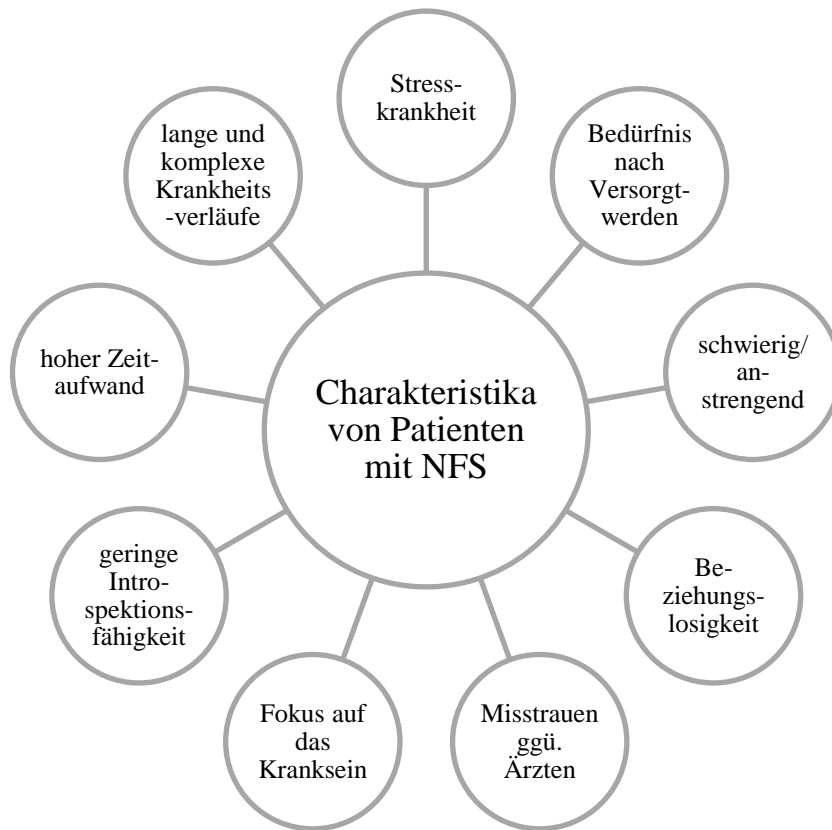 Stress-
krankheit
Bedürfnis
nach
Versorgt-
werden
schwierig/
an-
strengend
Be-
ziehungs-
losigkeit
Misstrauen
ggü.
Ärzten
Fokus auf
das
Kranksein
geringe
Intro-
spektions-
fähigkeit
hoher Zeit-
aufwand
lange und
komplexe
Krankheits
-verläufe
Charakteristika
von Patienten
mit NFS